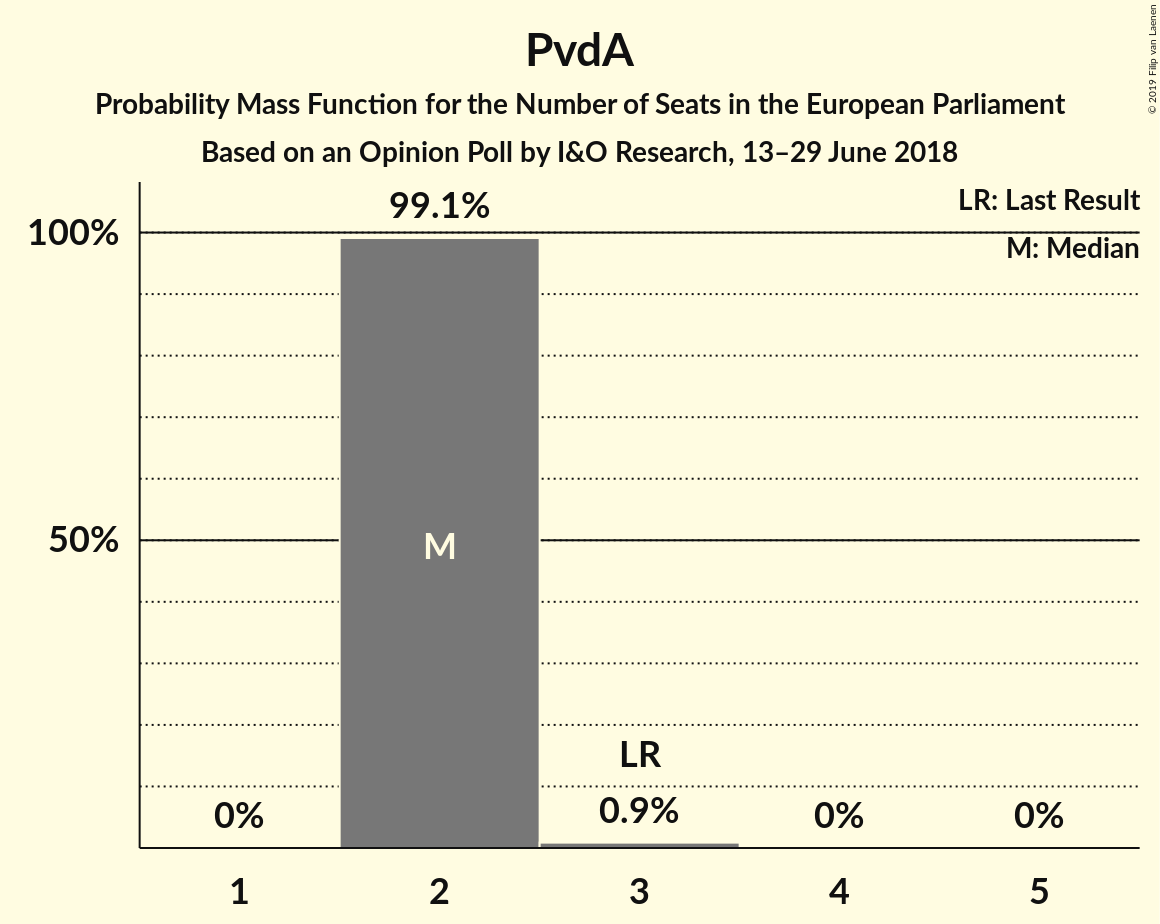 PvdA
Probability Mass Function for the Number of Seats in the European Parliament
Based on an Opinion Poll by I&O Research, 13–29 June 2018
© 2019 Filip van Laenen
LR: Last Result
M: Median
100%
50%
99.1%
M
LR
0%
0.9%
0%
0%
1
2
3
4
5